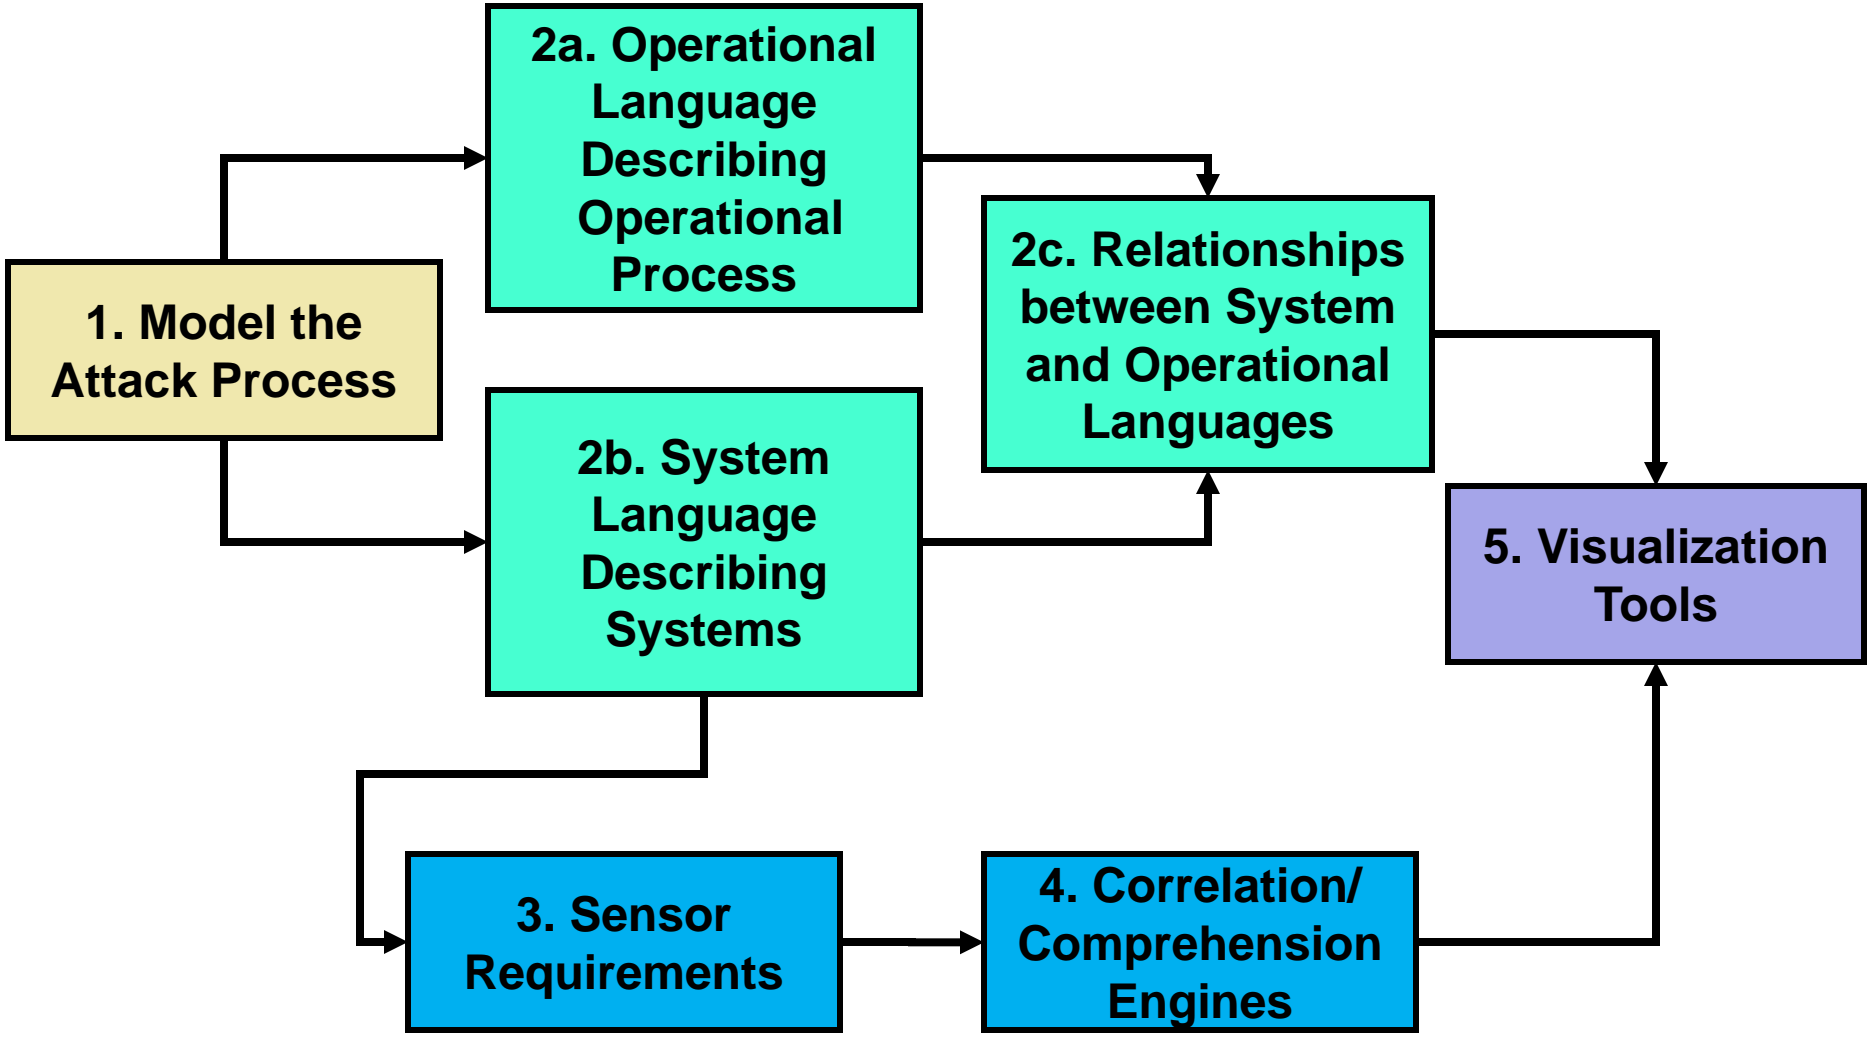 1. Model the
Attack Process
2a. Operational
Language
Describing
Operational
Process
2b. System
Language
Describing
Systems
2c. Relationships
between System
and Operational
Languages
3. Sensor
Requirements
4. Correlation/
Comprehension
Engines
5. Visualization
Tools